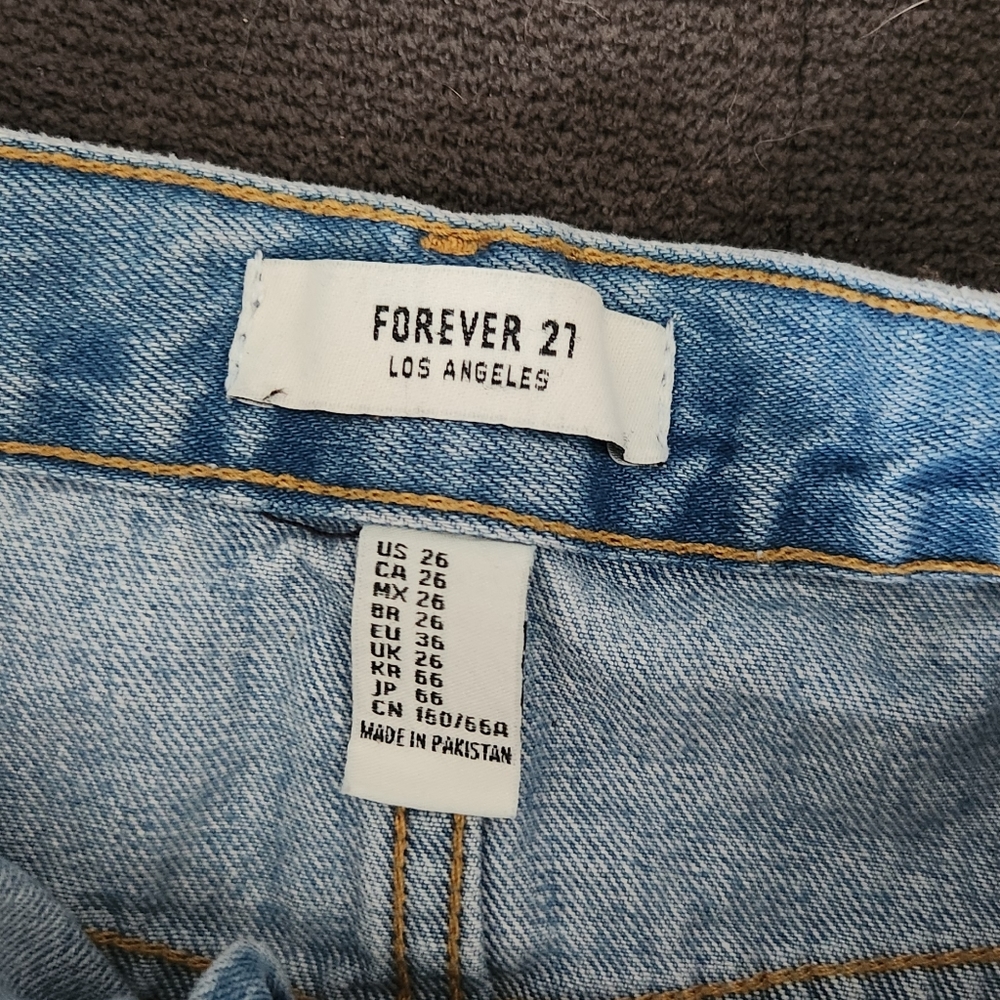 FOREVER 21
LOS ANGELES
US 26
CA 26
MX 26
BR 26
EU 36
UK 26
KR 66
JP 66
CN 160/66A
MADE IN PAKISTAN